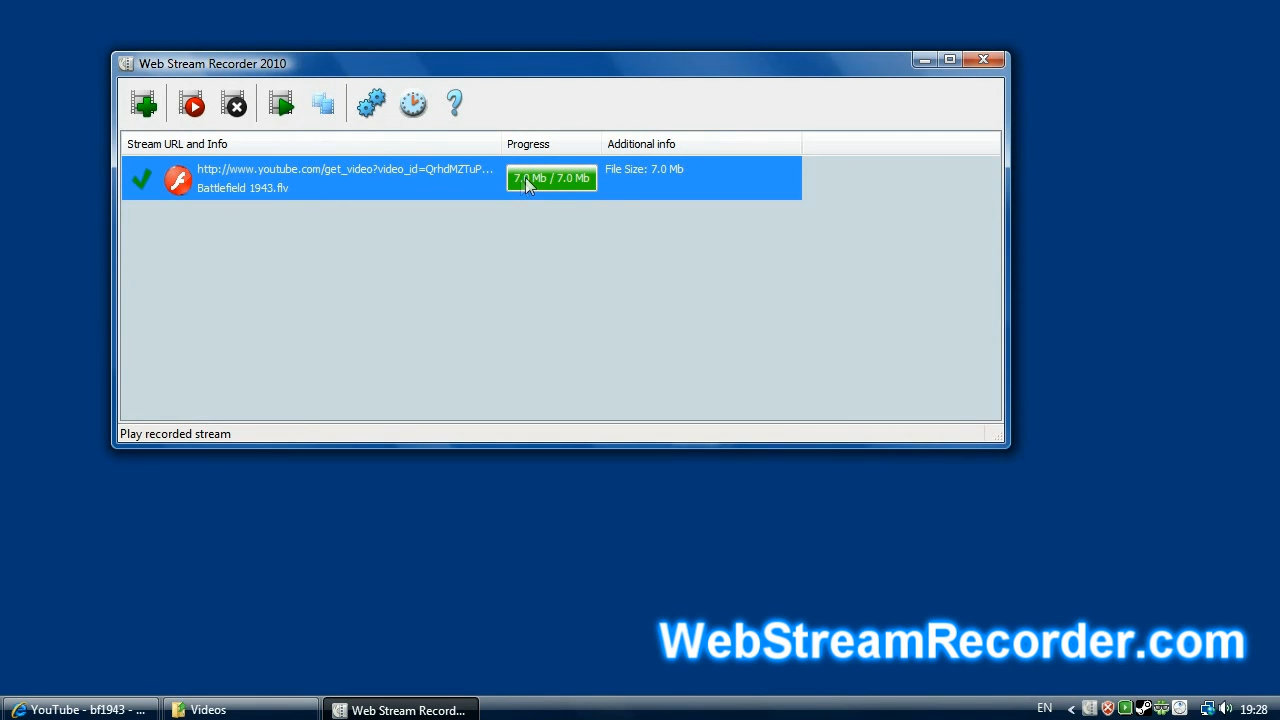 Web Stream Recorder 2010
Stream URL and Info
Progress
Additional info
http://www.youtube.com/get_video?video_id=QrhdMZTuP...
Battlefield 1943.flv
7.0 Mb / 7.0 Mb
File Size: 7.0 Mb
Play recorded stream
WebStreamRecorder.com
YouTube - bf1943 - ...
Videos
Web Stream Record...
EN
19:28